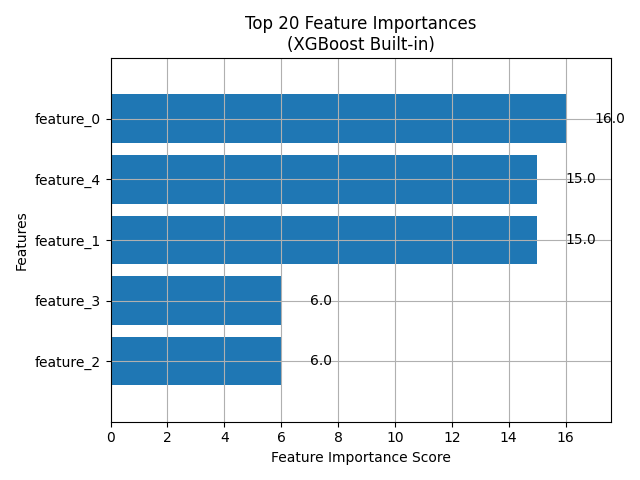 Top 20 Feature Importances
(XGBoost Built-in)
Features
feature_0
16.0
feature_4
15.0
feature_1
15.0
feature_3
6.0
feature_2
6.0
0 2 4 6 8 10 12 14 16
Feature Importance Score